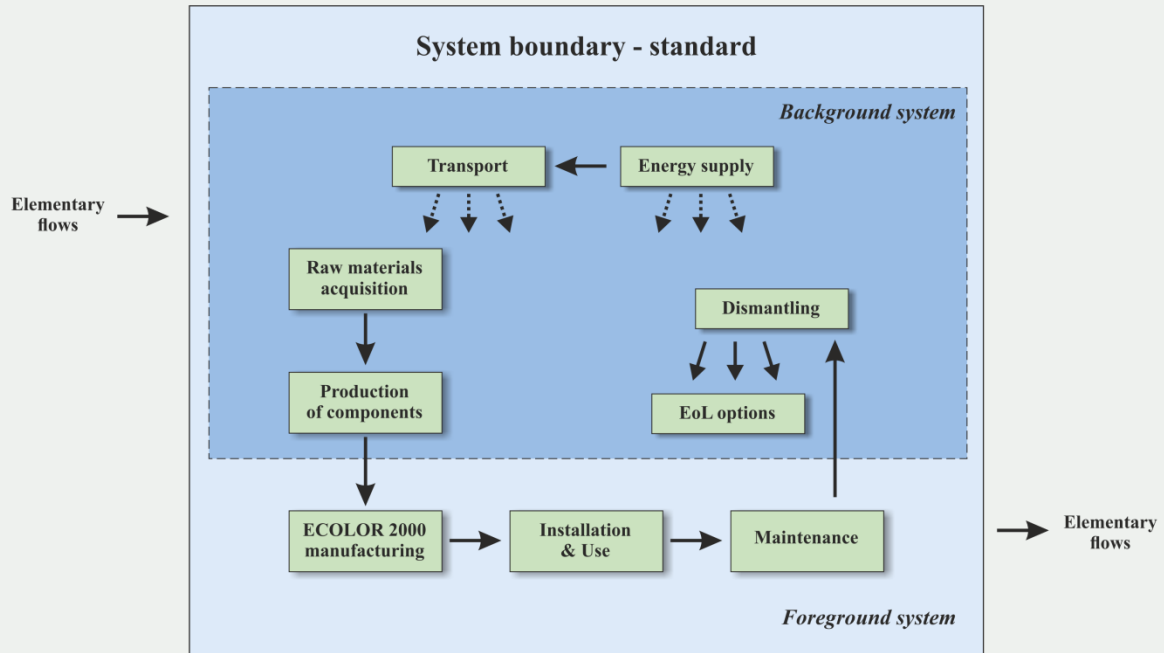 System boundary - standard
Background system
Transport
Energy supply
Elementary
flows
Raw materials
acquisition
Dismantling
Production
of components
EoL options
ECOLOR 2000
manufacturing
Installation
& Use
Maintenance
Elementary
flows
Foreground system